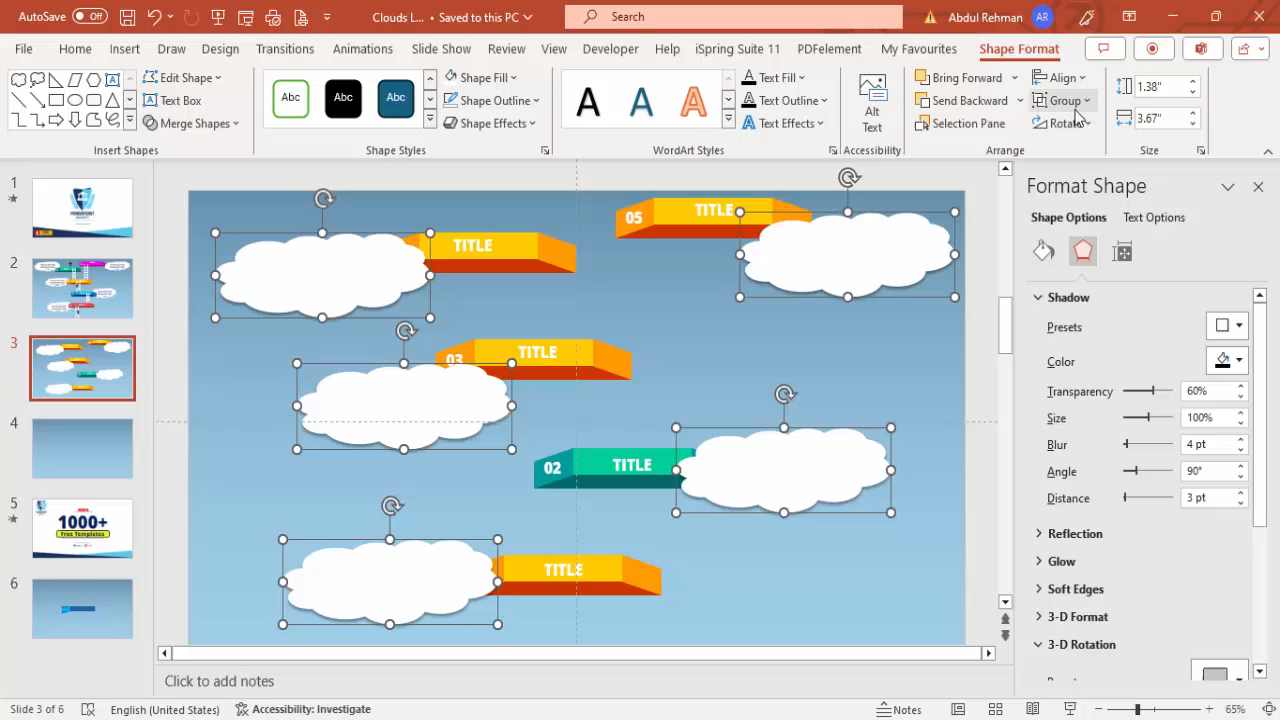 AutoSave Off
Clouds L... • Saved to this PC
Search
Abdul Rehman AR
File Home Insert Draw Design Transitions Animations Slide Show Review View Developer Help iSpring Suite 11 PDFelement My Favourites Shape Format
Edit Shape
Text Box
Merge Shapes
Insert Shapes
Abc Abc Abc
Shape Fill
Shape Outline
Shape Effects
Shape Styles
A A A
Text Fill
Text Outline
Text Effects
WordArt Styles
Alt
Text
Accessibility
Bring Forward
Send Backward
Selection Pane
Align
Group
Rotate
Arrange
1.38"
3.67"
Size
1
2
3
4
5
1000+
Free Templates
6
05 TITLE
TITLE
03 TITLE
02 TITLE
TITLE
Format Shape
Shape Options Text Options
Shadow
Presets
Color
Transparency 60%
Size 100%
Blur 4 pt
Angle 90°
Distance 3 pt
Reflection
Glow
Soft Edges
3-D Format
3-D Rotation
Click to add notes
Slide 3 of 6 English (United States) Accessibility: Investigate Notes 65%